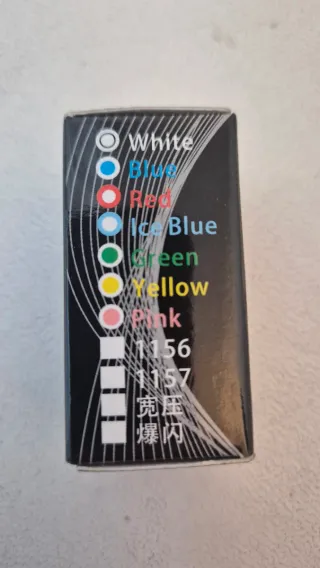 White
Blue
Red
Ice Blue
Green
Yellow
Pink
1156
1157
宽压
爆闪